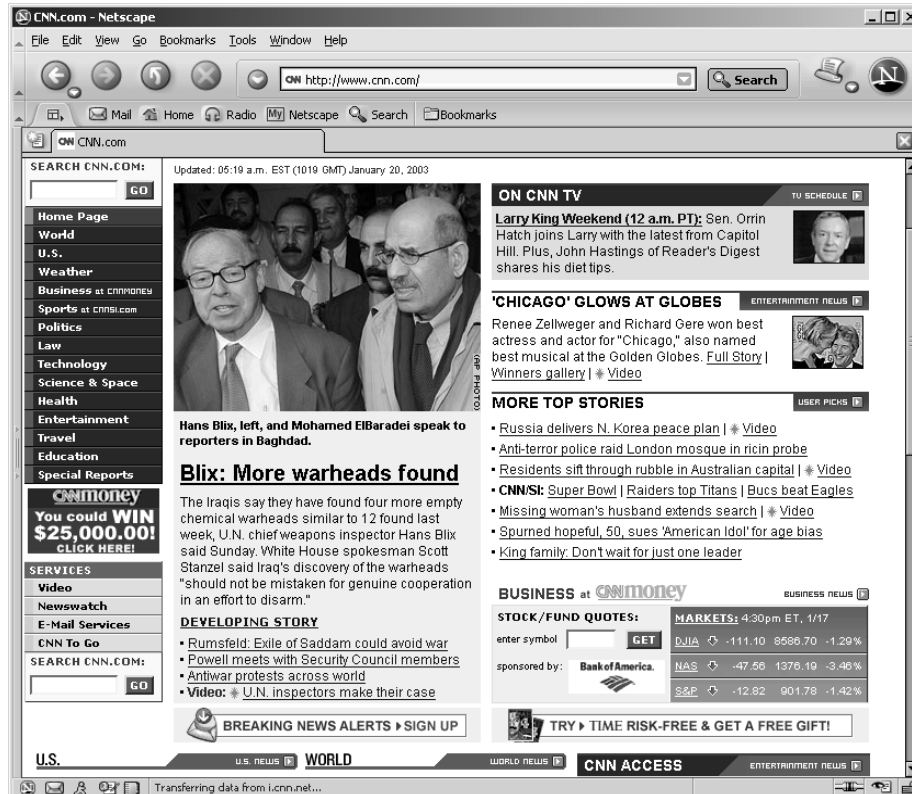 CNN.com - Netscape
File Edit View Go Bookmarks Tools Window Help
CNN http://www.cnn.com/
Search
N
Mail Home Radio My Netscape Search Bookmarks
CNN CNN.com
SEARCH CNN.COM:
GO
Home Page
World
U.S.
Weather
Business at CNNMONEY
Sports at CNNSI.com
Politics
Law
Technology
Science & Space
Health
Entertainment
Travel
Education
Special Reports
CNNmoney
You could WIN
$25,000.00!
CLICK HERE!
SERVICES
Video
Newswatch
E-Mail Services
CNN To Go
SEARCH CNN.COM:
GO
Updated: 05:19 a.m. EST (1019 GMT) January 20, 2003
(AP PHOTO)
Hans Blix, left, and Mohamed ElBaradei speak to
reporters in Baghdad.
Blix: More warheads found
The Iraqis say they have found four more empty
chemical warheads similar to 12 found last
week, U.N. chief weapons inspector Hans Blix
said Sunday. White House spokesman Scott
Stanzel said Iraq's discovery of the warheads
"should not be mistaken for genuine cooperation
in an effort to disarm."
DEVELOPING STORY
• Rumsfeld: Exile of Saddam could avoid war
• Powell meets with Security Council members
• Antiwar protests across world
• Video: U.N. inspectors make their case
BREAKING NEWS ALERTS SIGN UP
ON CNN TV TV SCHEDULE
Larry King Weekend (12 a.m. PT): Sen. Orrin
Hatch joins Larry with the latest from Capitol
Hill. Plus, John Hastings of Reader's Digest
shares his diet tips.
'CHICAGO' GLOWS AT GLOBES ENTERTAINMENT NEWS
Renee Zellweger and Richard Gere won best
actress and actor for "Chicago," also named
best musical at the Golden Globes. Full Story |
Winners gallery | Video
MORE TOP STORIES USER PICKS
• Russia delivers N. Korea peace plan | Video
• Anti-terror police raid London mosque in ricin probe
• Residents sift through rubble in Australian capital | Video
• CNN/SI: Super Bowl | Raiders top Titans | Bucs beat Eagles
• Missing woman's husband extends search | Video
• Spurned hopeful, 50, sues 'American Idol' for age bias
• King family: Don't wait for just one leader
BUSINESS at CNNmoney BUSINESS NEWS
STOCK/FUND QUOTES:
enter symbol GET
sponsored by: Bank of America.
MARKETS: 4:30pm ET, 1/17
DJIA -111.10 8586.70 -1.29%
NAS -47.56 1376.19 -3.46%
S&P -12.82 901.78 -1.42%
TRY TIME RISK-FREE & GET A FREE GIFT!
U.S. U.S. NEWS WORLD WORLD NEWS CNN ACCESS ENTERTAINMENT NEWS
Transferring data from i.cnn.net...